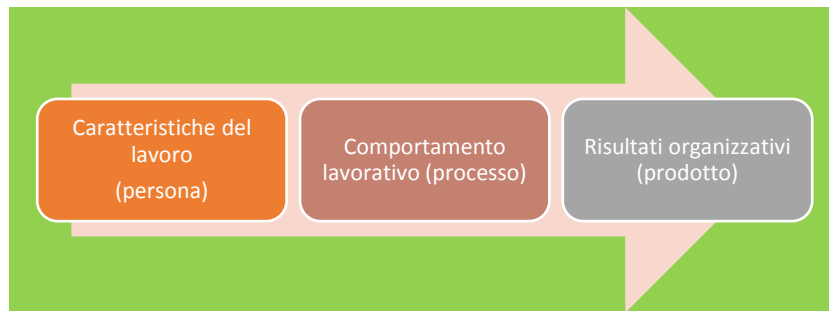 Caratteristiche del
lavoro
(persona)
Comportamento
lavorativo (processo)
Risultati organizzativi
(prodotto)